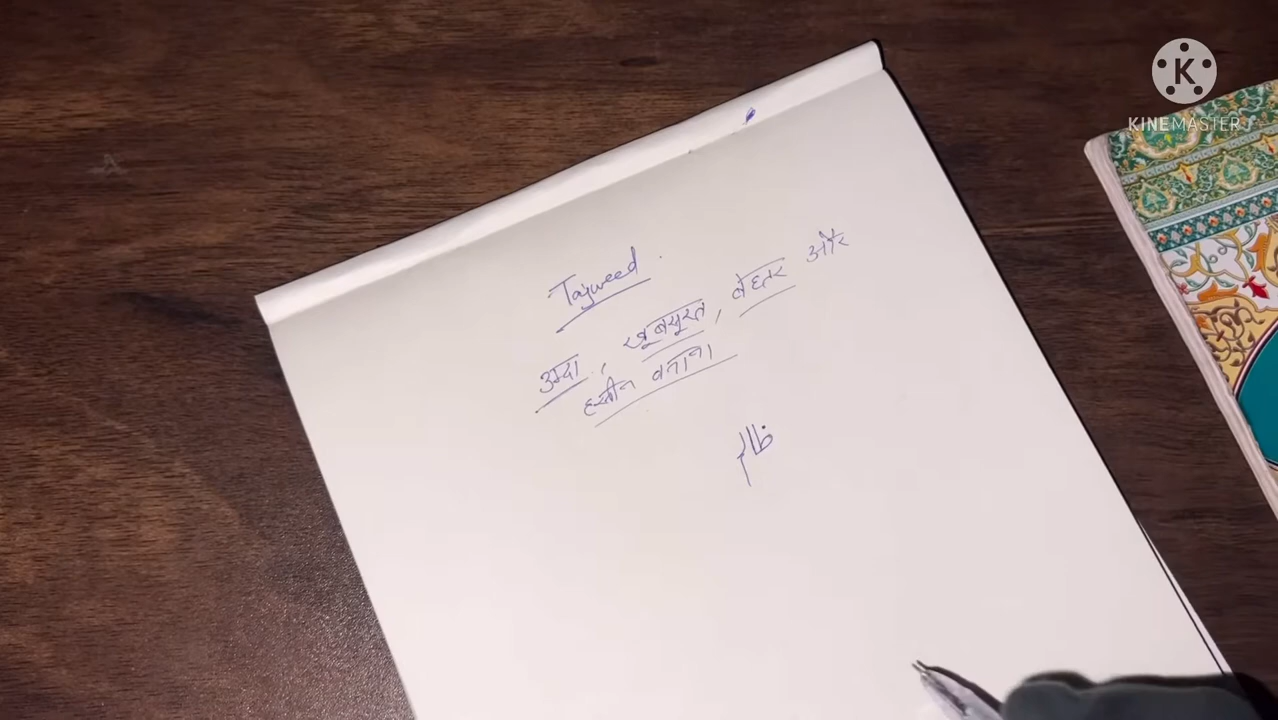 Tajweed
उम्दा, खूबसूरत, बेहतर और
हसीन बनाना
ظالم
KINEMASTER